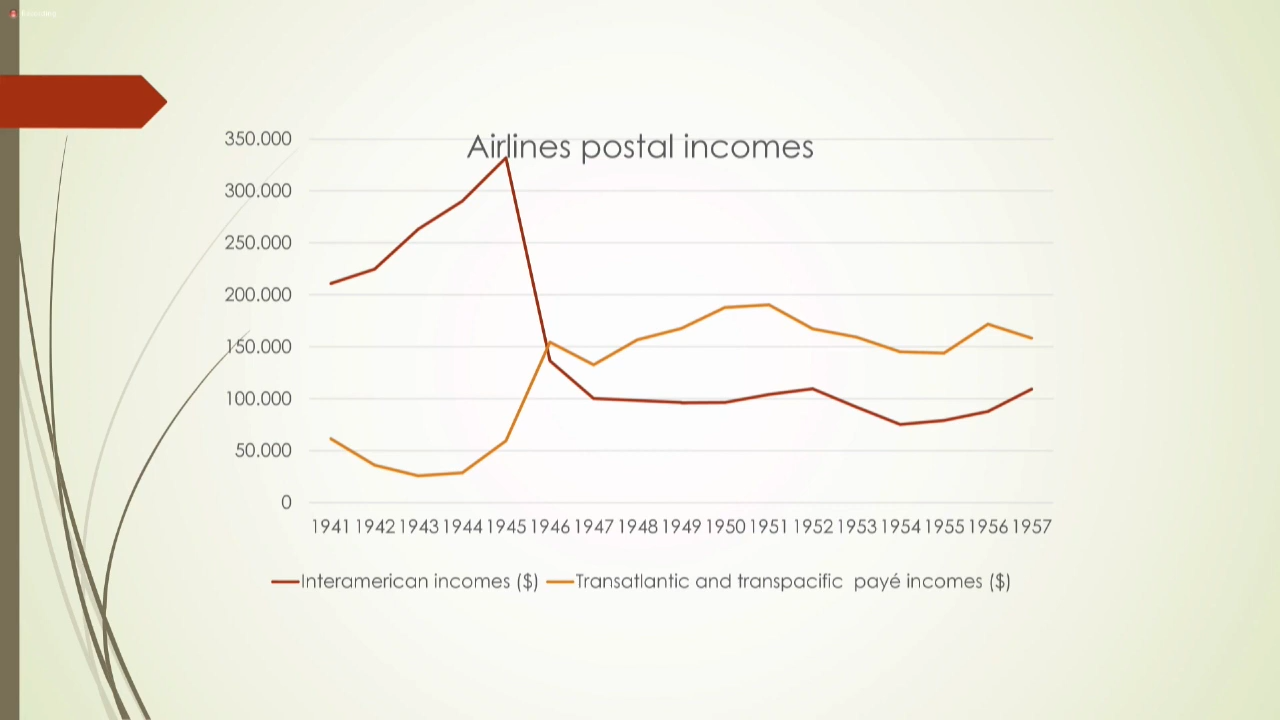 Airlines postal incomes
350.000
300.000
250.000
200.000
150.000
100.000
50.000
0
1941 1942 1943 1944 1945 1946 1947 1948 1949 1950 1951 1952 1953 1954 1955 1956 1957
Interamerican incomes ($) Transatlantic and transpacific payé incomes ($)